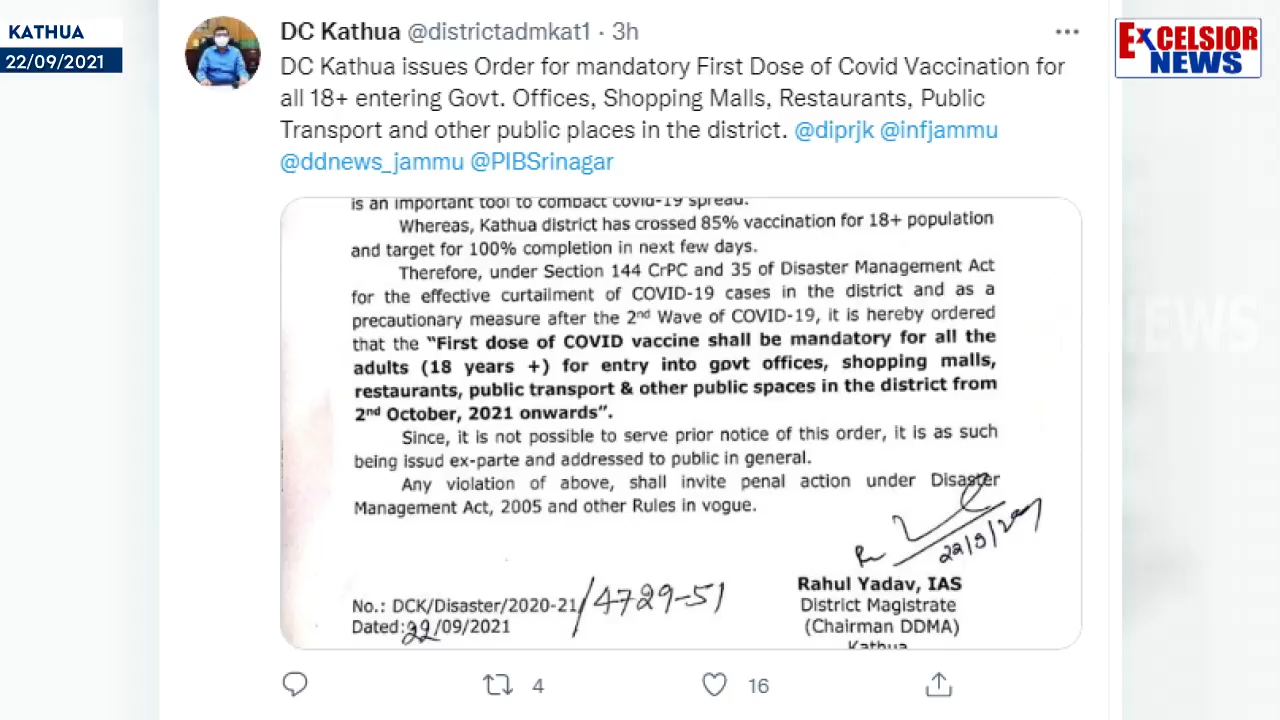 KATHUA
22/09/2021
EXCELSIOR
NEWS
DC Kathua @districtadmkat1 · 3h
DC Kathua issues Order for mandatory First Dose of Covid Vaccination for
all 18+ entering Govt. Offices, Shopping Malls, Restaurants, Public
Transport and other public places in the district. @diprjk @infjammu
@ddnews_jammu @PIBSrinagar
is an important tool to combact covid-19 spread.
Whereas, Kathua district has crossed 85% vaccination for 18+ population
and target for 100% completion in next few days.
Therefore, under Section 144 CrPC and 35 of Disaster Management Act
for the effective curtailment of COVID-19 cases in the district and as a
precautionary measure after the 2nd Wave of COVID-19, it is hereby ordered
that the “First dose of COVID vaccine shall be mandatory for all the
adults (18 years +) for entry into govt offices, shopping malls,
restaurants, public transport & other public spaces in the district from
2nd October, 2021 onwards”.
Since, it is not possible to serve prior notice of this order, it is as such
being issud ex-parte and addressed to public in general.
Any violation of above, shall invite penal action under Disaster
Management Act, 2005 and other Rules in vogue.
22/9/2021
No.: DCK/Disaster/2020-21/4729-51
Dated:22/09/2021
Rahul Yadav, IAS
District Magistrate
(Chairman DDMA)
Kathua
4
16
NEWS